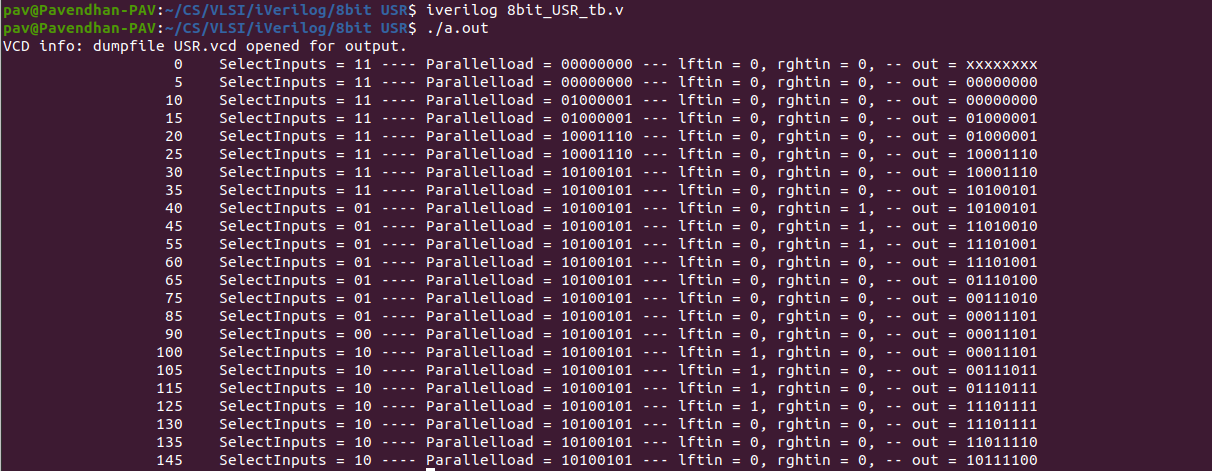 pav@Pavendhan-PAV:~/CS/VLSI/iVerilog/8bit USR$ iverilog 8bit_USR_tb.v
pav@Pavendhan-PAV:~/CS/VLSI/iVerilog/8bit USR$ ./a.out
VCD info: dumpfile USR.vcd opened for output.
0 SelectInputs = 11 ---- Parallelload = 00000000 --- lftin = 0, rghtin = 0, -- out = xxxxxxxx
5 SelectInputs = 11 ---- Parallelload = 00000000 --- lftin = 0, rghtin = 0, -- out = 00000000
10 SelectInputs = 11 ---- Parallelload = 01000001 --- lftin = 0, rghtin = 0, -- out = 00000000
15 SelectInputs = 11 ---- Parallelload = 01000001 --- lftin = 0, rghtin = 0, -- out = 01000001
20 SelectInputs = 11 ---- Parallelload = 10001110 --- lftin = 0, rghtin = 0, -- out = 01000001
25 SelectInputs = 11 ---- Parallelload = 10001110 --- lftin = 0, rghtin = 0, -- out = 10001110
30 SelectInputs = 11 ---- Parallelload = 10100101 --- lftin = 0, rghtin = 0, -- out = 10001110
35 SelectInputs = 11 ---- Parallelload = 10100101 --- lftin = 0, rghtin = 0, -- out = 10100101
40 SelectInputs = 01 ---- Parallelload = 10100101 --- lftin = 0, rghtin = 1, -- out = 10100101
45 SelectInputs = 01 ---- Parallelload = 10100101 --- lftin = 0, rghtin = 1, -- out = 11010010
55 SelectInputs = 01 ---- Parallelload = 10100101 --- lftin = 0, rghtin = 1, -- out = 11101001
60 SelectInputs = 01 ---- Parallelload = 10100101 --- lftin = 0, rghtin = 0, -- out = 11101001
65 SelectInputs = 01 ---- Parallelload = 10100101 --- lftin = 0, rghtin = 0, -- out = 01110100
75 SelectInputs = 01 ---- Parallelload = 10100101 --- lftin = 0, rghtin = 0, -- out = 00111010
85 SelectInputs = 01 ---- Parallelload = 10100101 --- lftin = 0, rghtin = 0, -- out = 00011101
90 SelectInputs = 00 ---- Parallelload = 10100101 --- lftin = 0, rghtin = 0, -- out = 00011101
100 SelectInputs = 10 ---- Parallelload = 10100101 --- lftin = 1, rghtin = 0, -- out = 00011101
105 SelectInputs = 10 ---- Parallelload = 10100101 --- lftin = 1, rghtin = 0, -- out = 00111011
115 SelectInputs = 10 ---- Parallelload = 10100101 --- lftin = 1, rghtin = 0, -- out = 01110111
125 SelectInputs = 10 ---- Parallelload = 10100101 --- lftin = 1, rghtin = 0, -- out = 11101111
130 SelectInputs = 10 ---- Parallelload = 10100101 --- lftin = 0, rghtin = 0, -- out = 11101111
135 SelectInputs = 10 ---- Parallelload = 10100101 --- lftin = 0, rghtin = 0, -- out = 11011110
145 SelectInputs = 10 ---- Parallelload = 10100101 --- lftin = 0, rghtin = 0, -- out = 10111100